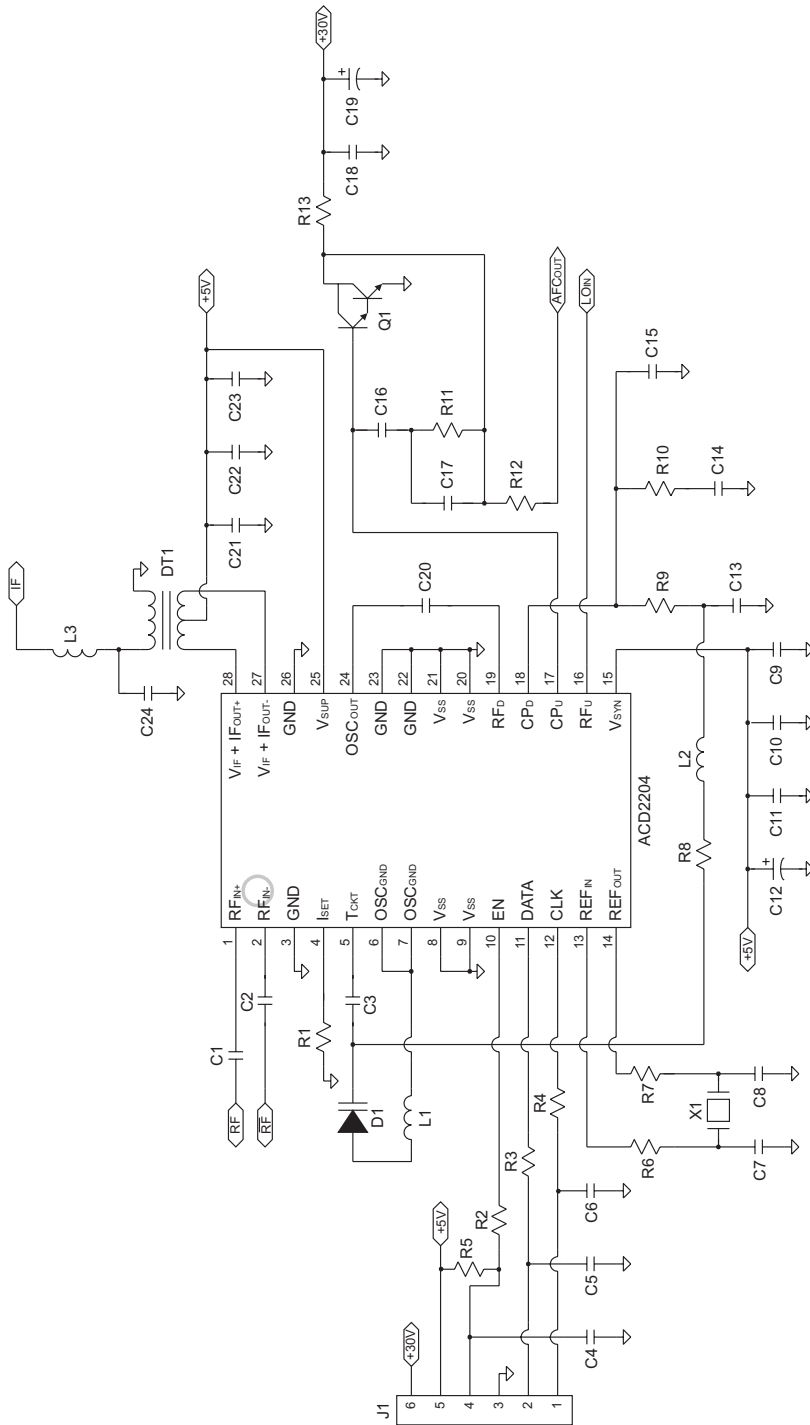 IF
L3
DT1
C24
+5V
C21
C22
C23
+30V
C19
C18
R13
Q1
C16
C17
R11
R12
AFCOUT
LOIN
C15
R10
C14
R9
C13
C20
C9
C10
C11
C12
+5V
L2
R8
28
27
26
25
24
23
22
21
20
19
18
17
16
15
VIF + IFOUT+
VIF + IFOUT-
GND
VSUP
OSCOUT
GND
GND
VSS
VSS
RFD
CPD
CPU
RFU
VSYN
ACD2204
RFIN+
RFIN-
GND
ISET
TCKT
OSCGND
OSCGND
VSS
VSS
EN
DATA
CLK
REFIN
REFOUT
1
2
3
4
5
6
7
8
9
10
11
12
13
14
C1
C2
RF
RF
R1
C3
D1
L1
R2
R3
R4
R5
+5V
R6
R7
X1
C7
C8
C6
C5
C4
+30V
J1
6
5
4
3
2
1